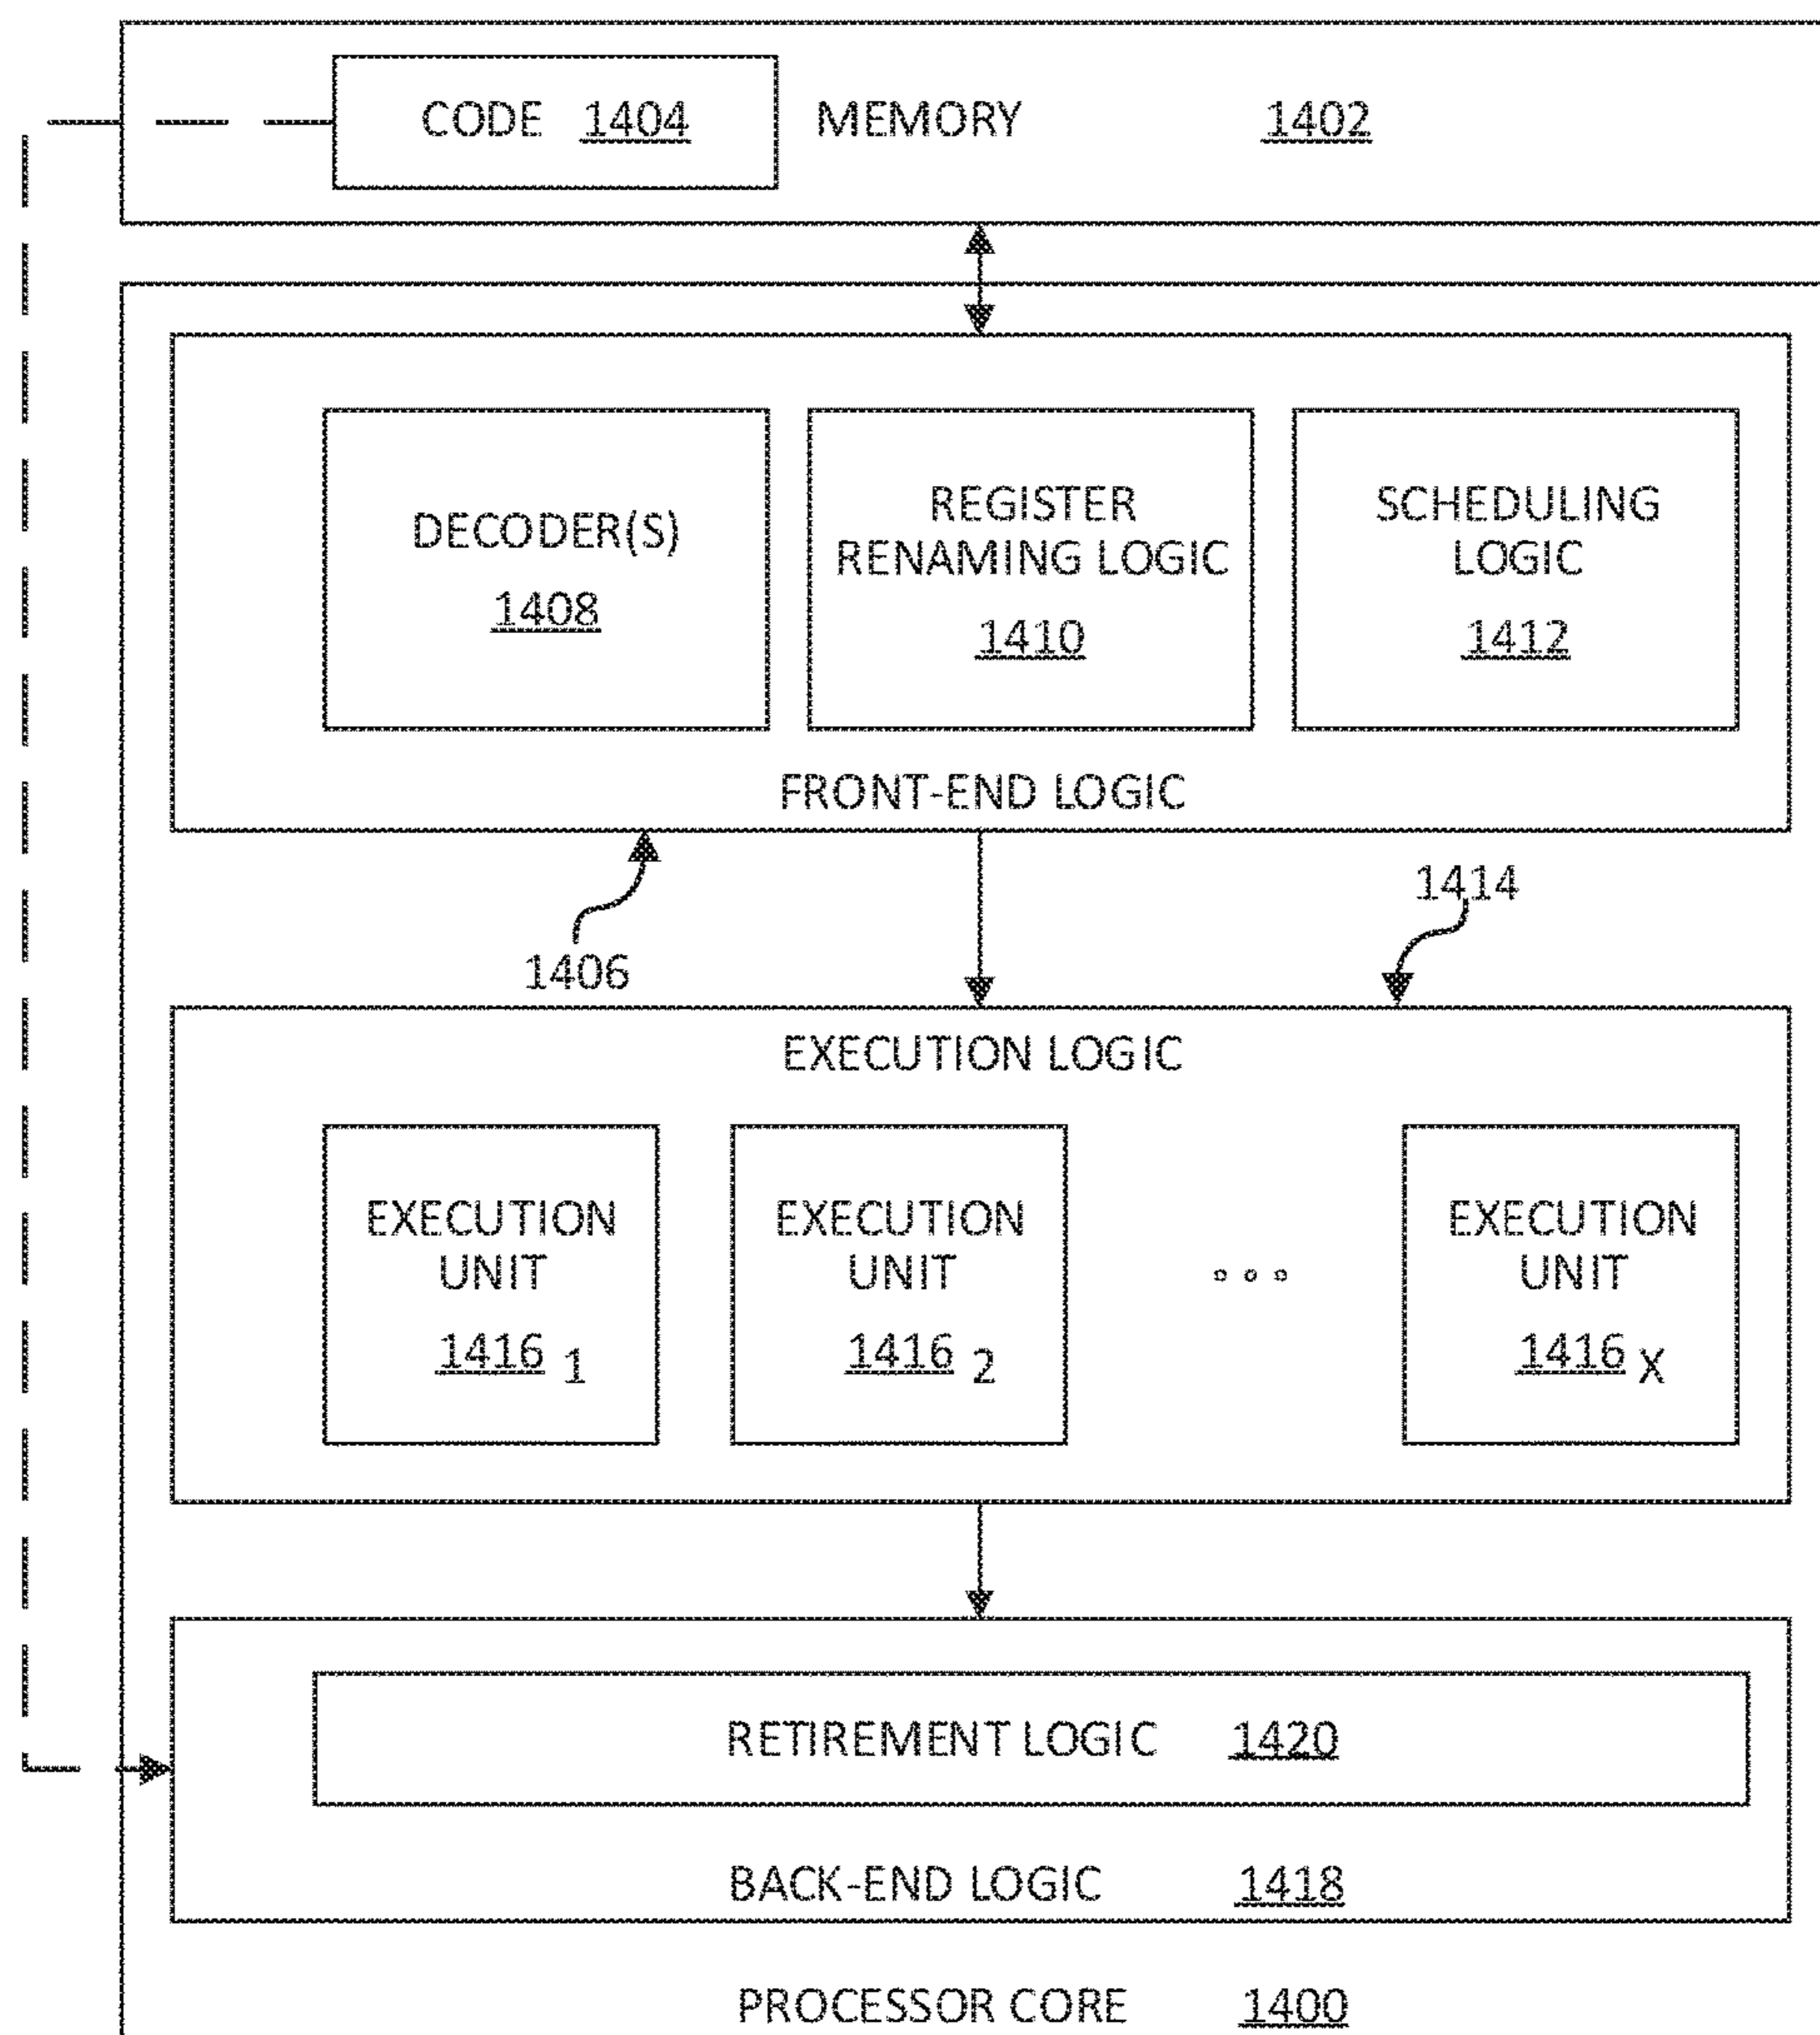 CODE 1404 MEMORY 1402
DECODER(S)
1408
REGISTER
RENAMING LOGIC
1410
SCHEDULING
LOGIC
1412
FRONT-END LOGIC
1406
1414
EXECUTION LOGIC
EXECUTION
UNIT
1416 1
EXECUTION
UNIT
1416 2
EXECUTION
UNIT
1416 X
RETIREMENT LOGIC 1420
BACK-END LOGIC 1418
PROCESSOR CORE 1400